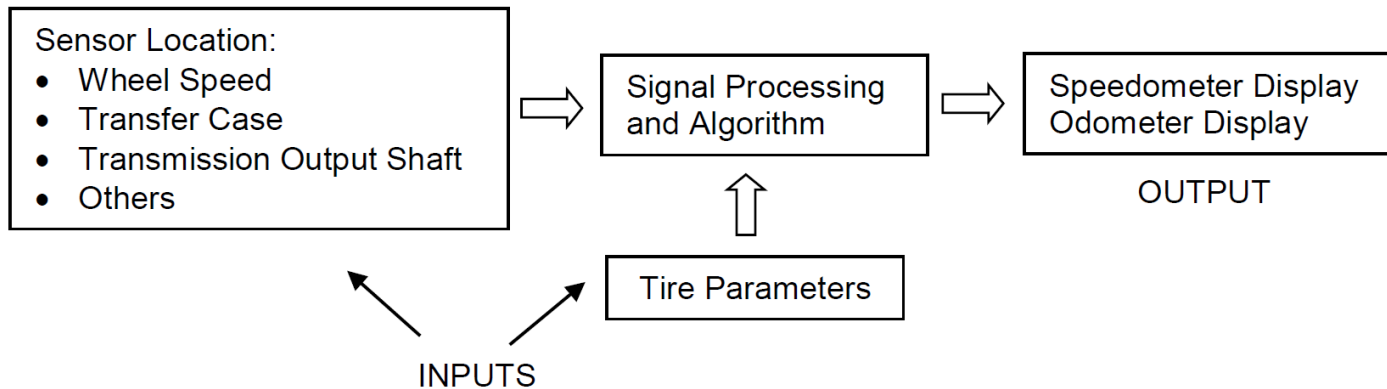 Sensor Location:
• Wheel Speed
• Transfer Case
• Transmission Output Shaft
• Others
Signal Processing
and Algorithm
Speedometer Display
Odometer Display
OUTPUT
Tire Parameters
INPUTS